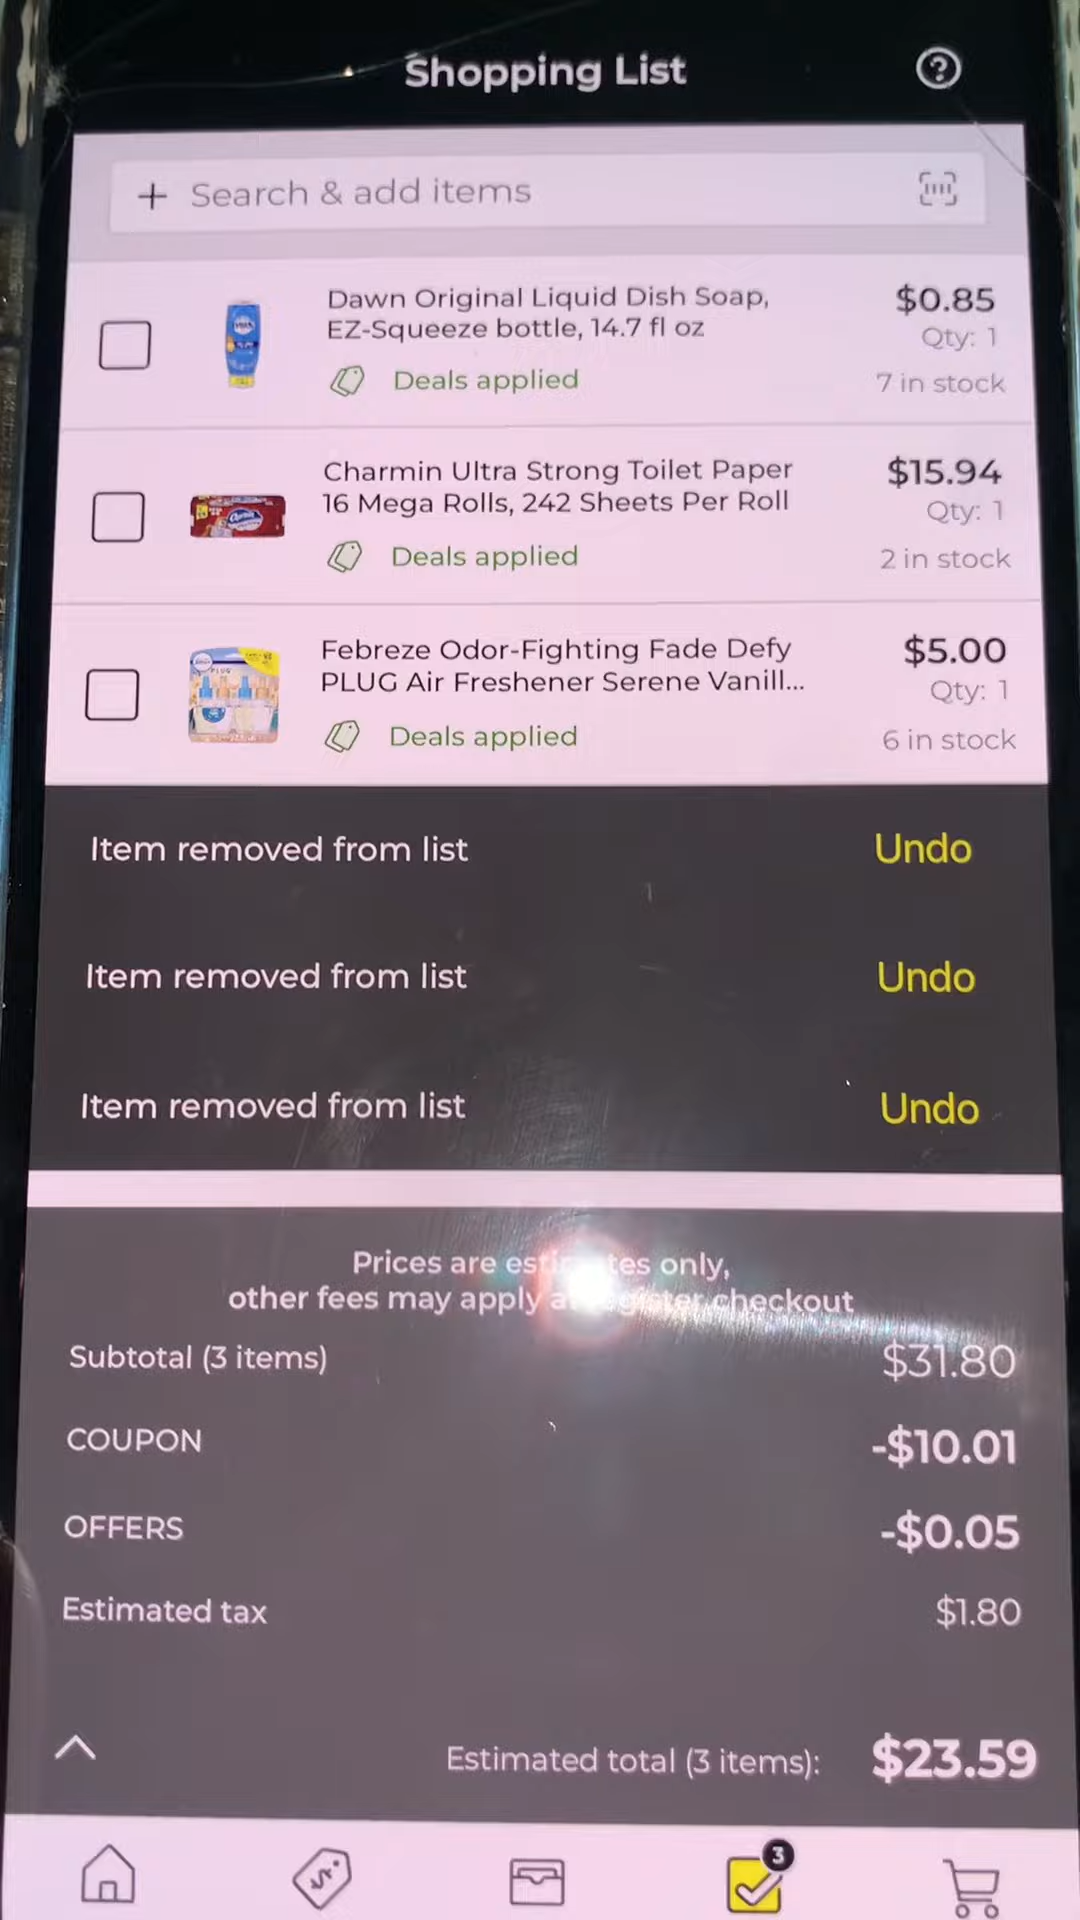 Shopping List
?
+ Search & add items
Dawn Original Liquid Dish Soap,
EZ-Squeeze bottle, 14.7 fl oz
Deals applied
$0.85
Qty: 1
7 in stock
Charmin Ultra Strong Toilet Paper
16 Mega Rolls, 242 Sheets Per Roll
Deals applied
$15.94
Qty: 1
2 in stock
Febreze Odor-Fighting Fade Defy
PLUG Air Freshener Serene Vanill...
Deals applied
$5.00
Qty: 1
6 in stock
Item removed from list Undo
Item removed from list Undo
Item removed from list Undo
Prices are estimates only,
other fees may apply at register checkout
Subtotal (3 items) $31.80
COUPON -$10.01
OFFERS -$0.05
Estimated tax $1.80
Estimated total (3 items): $23.59
3